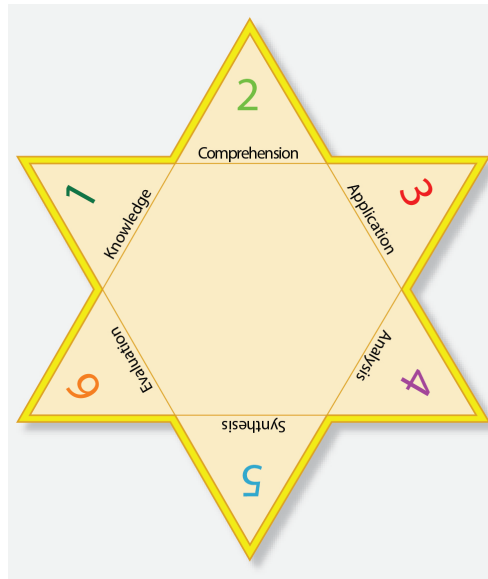 1
Knowledge
2
Comprehension
3
Application
4
Analysis
5
Synthesis
6
Evaluation